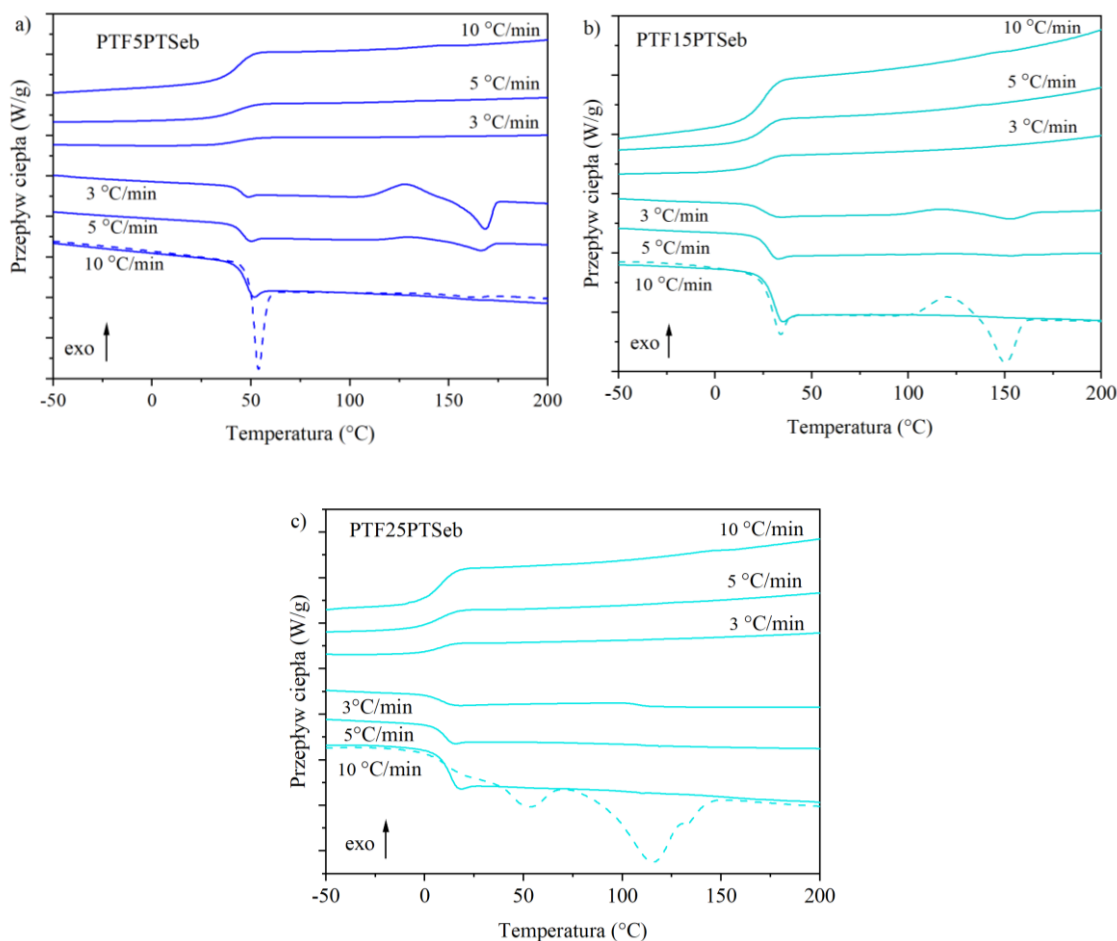 a)
PTF5PTSeb
10 °C/min
5 °C/min
3 °C/min
3 °C/min
5 °C/min
10 °C/min
exo
Przepływ ciepła (W/g)
-50 0 50 100 150 200
Temperatura (°C)
b)
PTF15PTSeb
10 °C/min
5 °C/min
3 °C/min
3 °C/min
5 °C/min
10 °C/min
exo
Przepływ ciepła (W/g)
-50 0 50 100 150 200
Temperatura (°C)
c)
PTF25PTSeb
10 °C/min
5 °C/min
3 °C/min
3°C/min
5°C/min
10 °C/min
exo
Przepływ ciepła (W/g)
-50 0 50 100 150 200
Temperatura (°C)